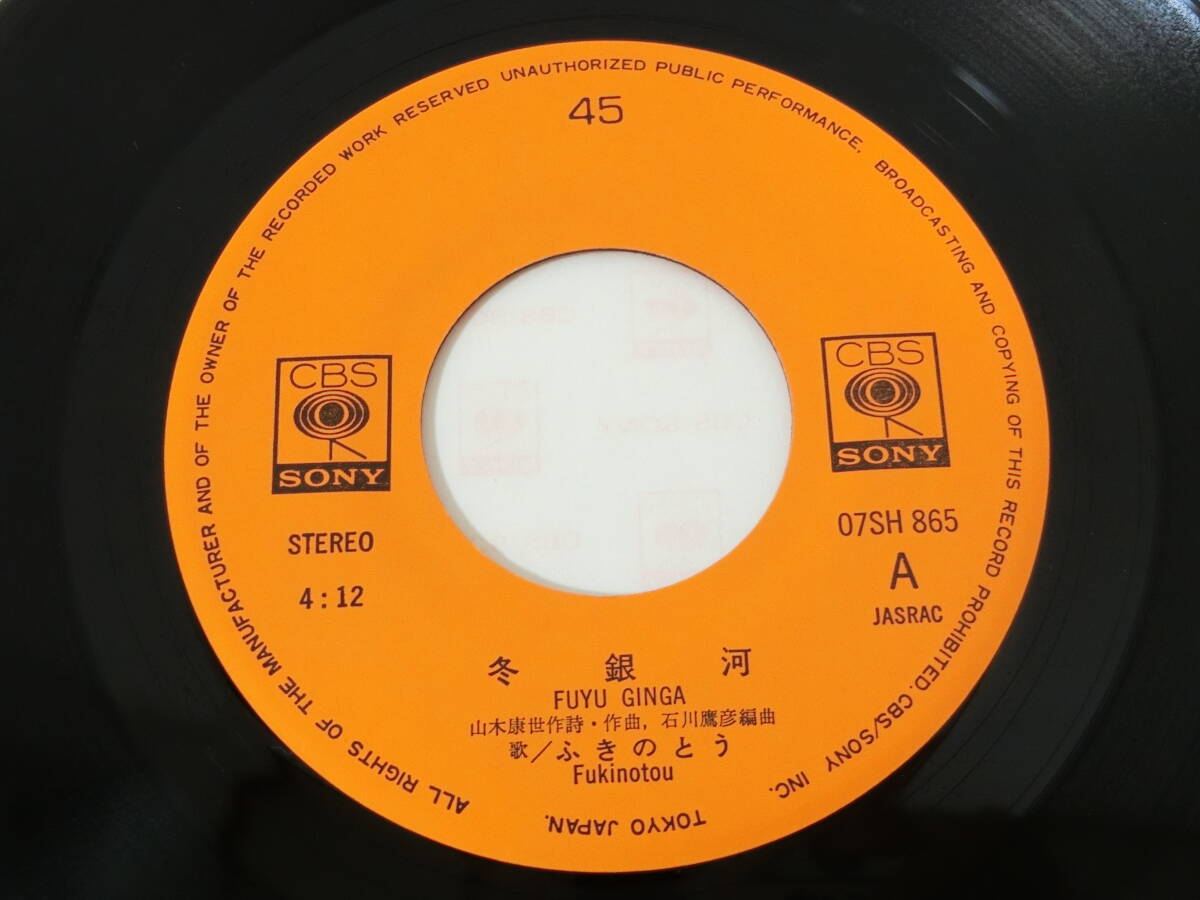 ALL RIGHTS OF THE MANUFACTURER AND OF THE OWNER OF THE RECORDED WORK RESERVED UNAUTHORIZED PUBLIC PERFORMANCE. BROADCASTING AND COPYING OF THIS RECORD PROHIBITED. CBS/SONY INC. TOKYO JAPAN.
45
CBS
SONY
CBS
SONY
STEREO
4:12
07SH 865
A
JASRAC
冬 銀 河
FUYU GINGA
山木康世作詩・作曲, 石川鷹彦編曲
歌/ふきのとう
Fukinotou